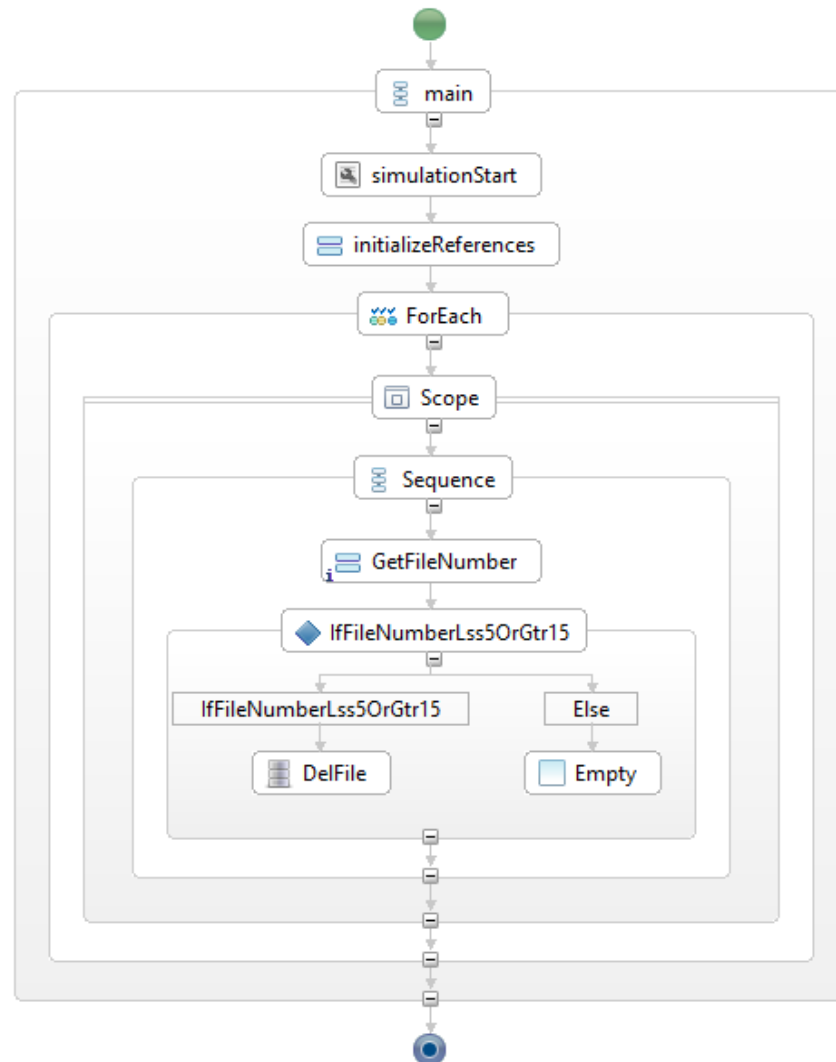 main
simulationStart
initializeReferences
ForEach
Scope
Sequence
i
GetFileNumber
IfFileNumberLss5OrGtr15
IfFileNumberLss5OrGtr15
Else
DelFile
Empty